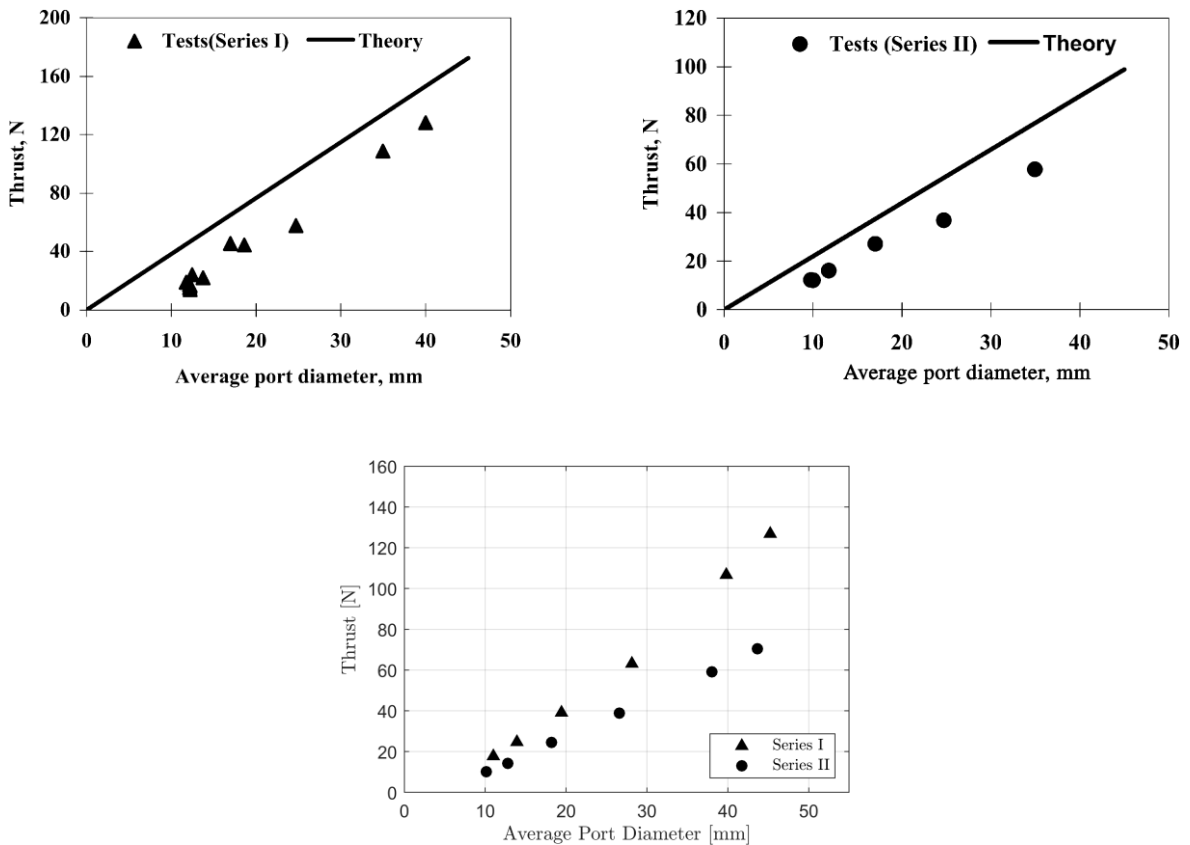 200
160
120
80
40
0
Thrust, N
Tests(Series I) Theory
0 10 20 30 40 50
Average port diameter, mm
120
100
80
60
40
20
0
Thrust, N
Tests (Series II) Theory
0 10 20 30 40 50
Average port diameter, mm
160
140
120
100
80
60
40
20
0
Thrust [N]
Series I
Series II
0 10 20 30 40 50
Average Port Diameter [mm]